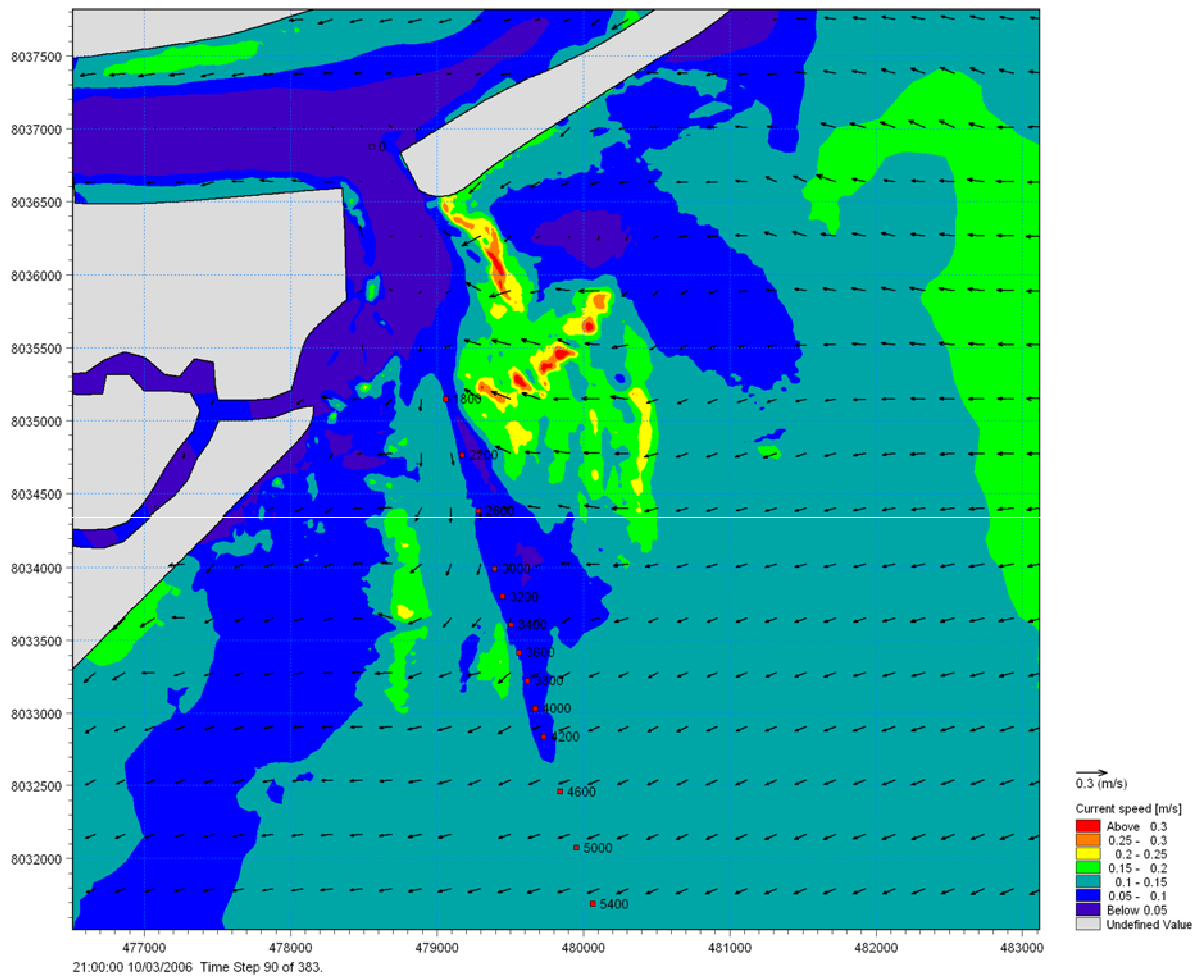 8037500
8037000
0
8036500
8036000
8035500
1800
8035000
2200
8034500
2600
8034000
3000
3200
3400
8033500
3600
3800
8033000
4000
4200
8032500
4600
8032000
5000
5400
477000 478000 479000 480000 481000 482000 483000
21:00:00 10/03/2006 Time Step 90 of 383.
0.3 (m/s)
Current speed [m/s]
Above 0.3
0.25 - 0.3
0.2 - 0.25
0.15 - 0.2
0.1 - 0.15
0.05 - 0.1
Below 0.05
Undefined Value